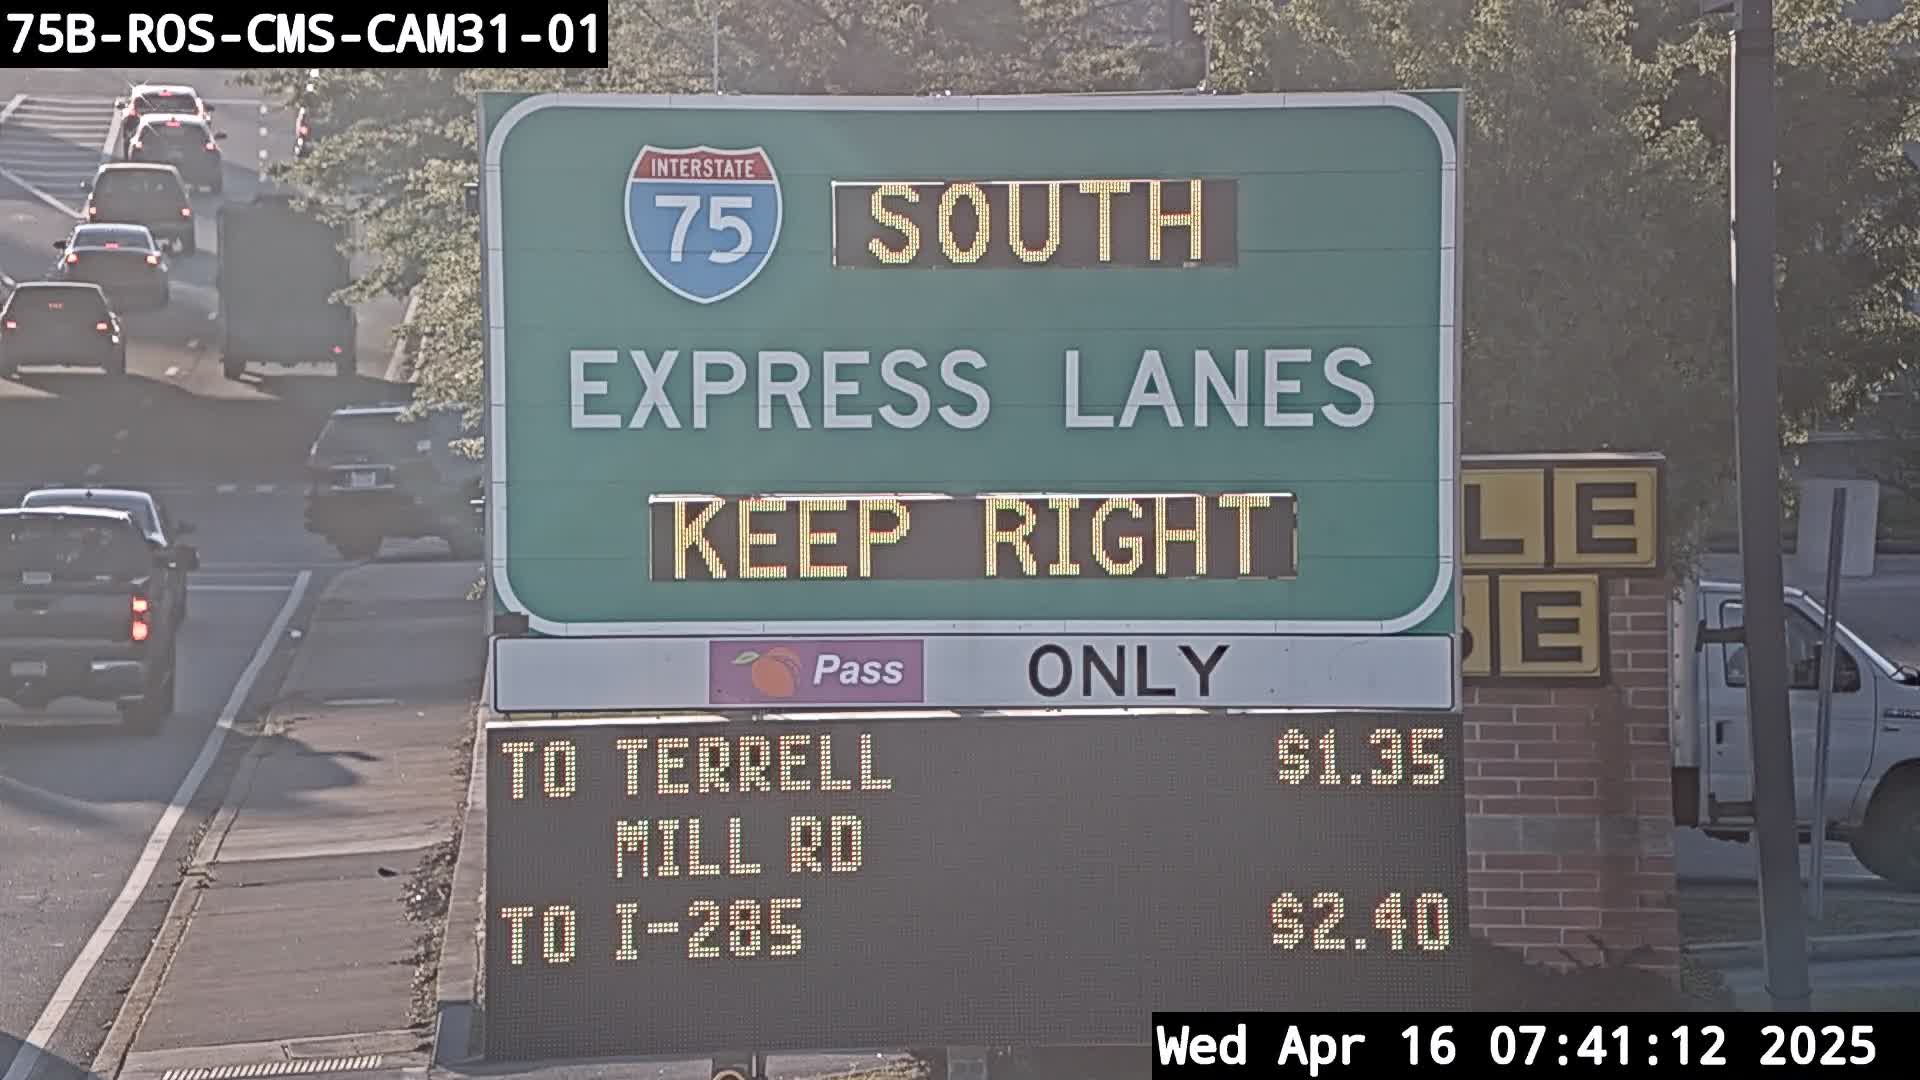 75B-ROS-CMS-CAM31-01
INTERSTATE
75
SOUTH
EXPRESS LANES
KEEP RIGHT
Pass ONLY
TO TERRELL $1.35
MILL RD
TO I-285 $2.40
LE
E
Wed Apr 16 07:41:12 2025